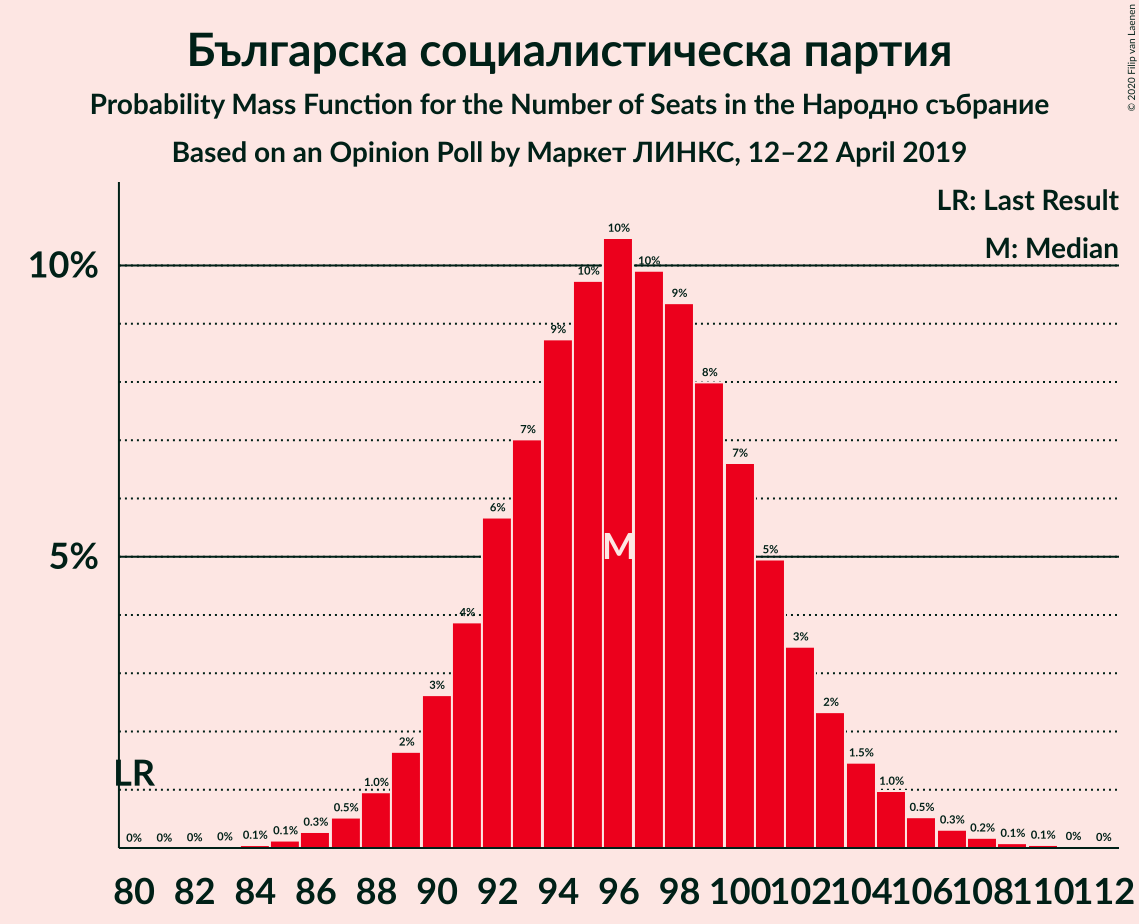 Българска социалистическа партия
Probability Mass Function for the Number of Seats in the Народно събрание
Based on an Opinion Poll by Маркет ЛИНКС, 12–22 April 2019
© 2020 Filip van Laenen
LR: Last Result
M: Median
10%
5%
0% 0% 0% 0% 0.1% 0.1% 0.3% 0.5% 1.0% 2% 3% 4% 6% 7% 9% 10% 10% 10% 9% 8% 7% 5% 3% 2% 1.5% 1.0% 0.5% 0.3% 0.2% 0.1% 0.1% 0% 0%
M
LR
80 82 84 86 88 90 92 94 96 98 100 102 104 106 108 110 112